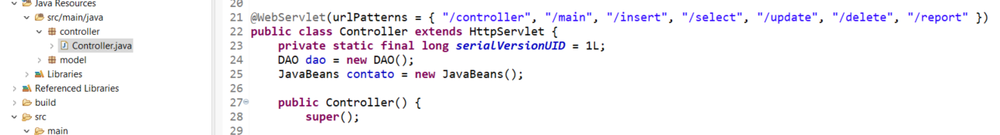 Java Resources
src/main/java
controller
Controller.java
model
Libraries
Referenced Libraries
build
src
main
20
21 @WebServlet(urlPatterns = { "/controller", "/main", "/insert", "/select", "/update", "/delete", "/report" })
22 public class Controller extends HttpServlet {
23     private static final long serialVersionUID = 1L;
24     DAO dao = new DAO();
25     JavaBeans contato = new JavaBeans();
26
27     public Controller() {
28         super();
29